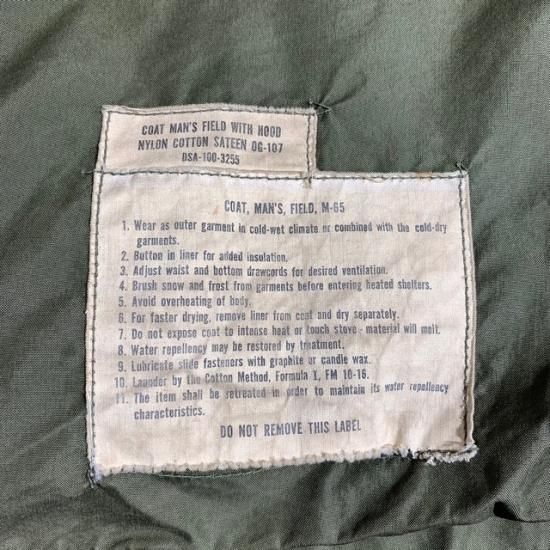 COAT MAN'S FIELD WITH HOOD
NYLON COTTON SATEEN OG-107
DSA-100-3255
COAT, MAN'S, FIELD, M-65
1. Wear as outer garment in cold-wet climate or combined with the cold-dry
garments.
2. Button in liner for added insulation.
3. Adjust waist and bottom drawcords for desired ventilation.
4. Brush snow and frost from garments before entering heated shelters.
5. Avoid overheating of body.
6. For faster drying, remove liner from coat and dry separately.
7. Do not expose coat to intense heat or touch stove - material will melt.
8. Water repellency may be restored by treatment.
9. Lubricate slide fasteners with graphite or candle wax.
10. Launder by the Cotton Method, Formula I, FM 10-16.
11. The item shall be retreated in order to maintain its water repellency
characteristics.
DO NOT REMOVE THIS LABEL